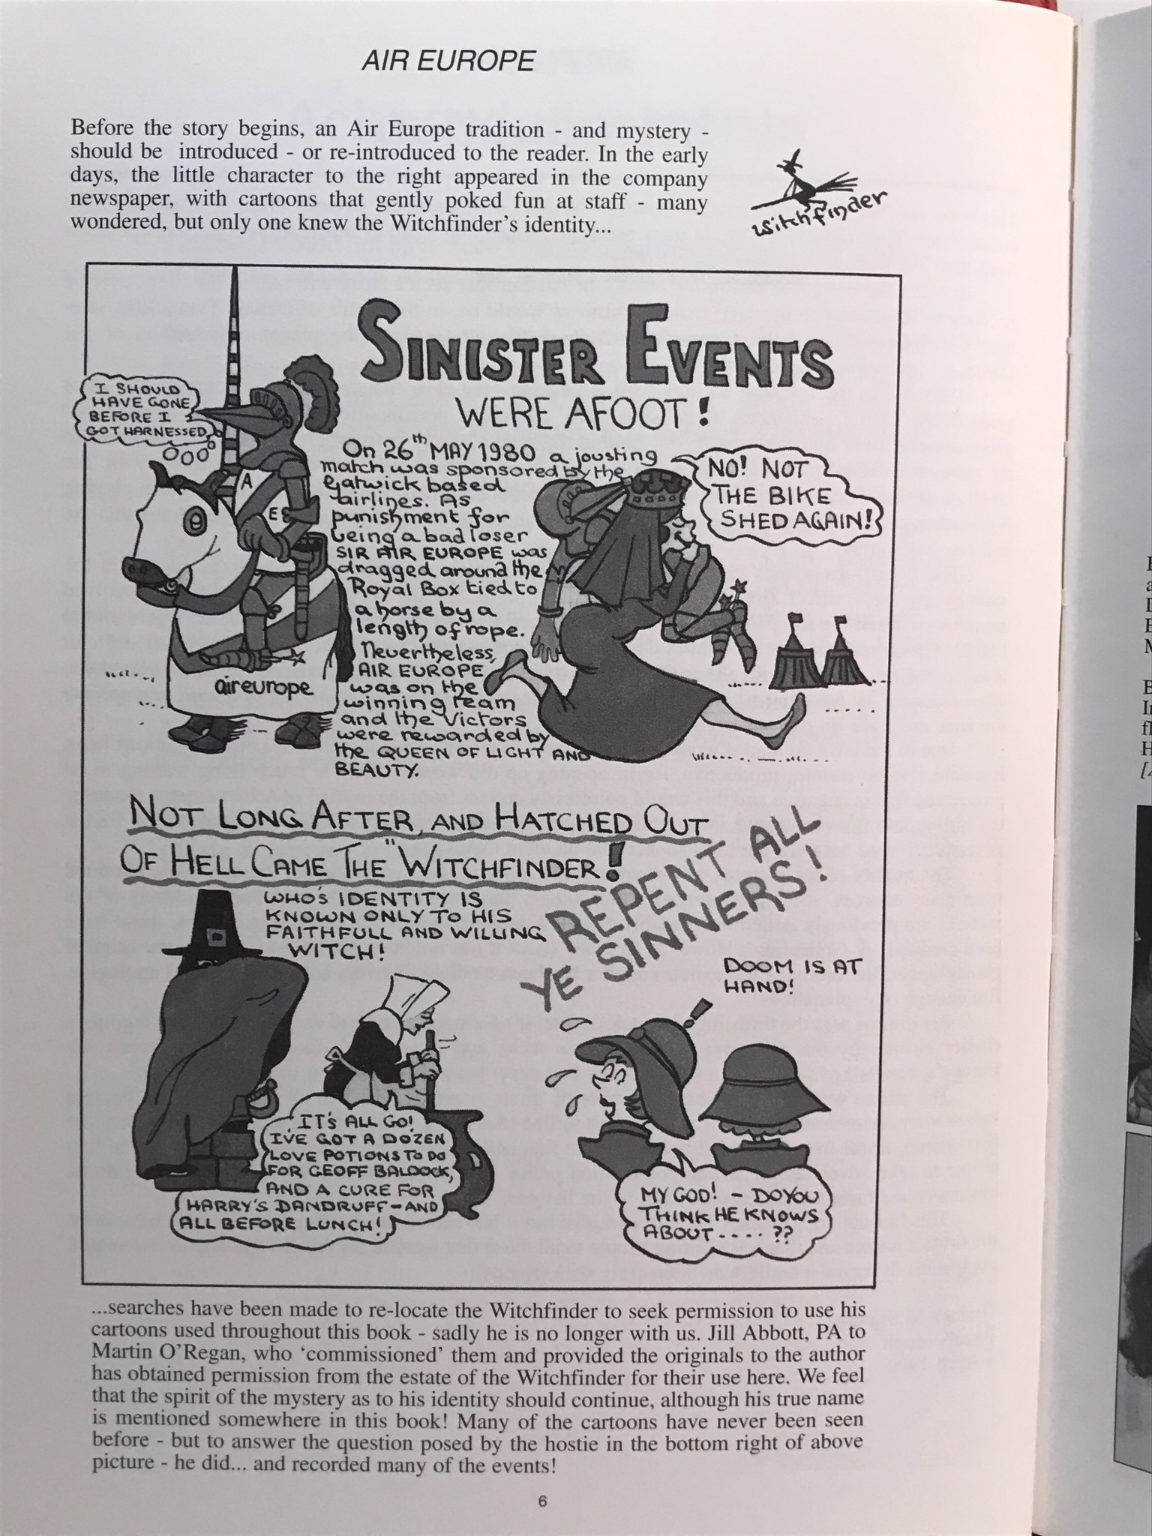 AIR EUROPE
Before the story begins, an Air Europe tradition - and mystery -
should be introduced - or re-introduced to the reader. In the early
days, the little character to the right appeared in the company
newspaper, with cartoons that gently poked fun at staff - many
wondered, but only one knew the Witchfinder's identity...
witchfinder
SINISTER EVENTS
WERE AFOOT!
I SHOULD
HAVE GONE
BEFORE I
GOT HARNESSED
A
E
air europe
On 26th MAY 1980 a jousting
match was sponsored by the
Gatwick based
airlines. As
punishment for
being a bad loser
SIR AIR EUROPE was
dragged around the
Royal Box tied to
a horse by a
length of rope.
Nevertheless,
AIR EUROPE
was on the
winning team
and the Victors
were rewarded by
the QUEEN OF LIGHT AND
BEAUTY.
NO! NOT
THE BIKE
SHED AGAIN!
NOT LONG AFTER, AND HATCHED OUT
OF HELL CAME THE "WITCHFINDER!
WHO'S IDENTITY IS
KNOWN ONLY TO HIS
FAITHFULL AND WILLING
WITCH!
REPENT ALL
YE SINNERS!
DOOM IS AT
HAND!
IT'S ALL GO!
I'VE GOT A DOZEN
LOVE POTIONS TO DO
FOR GEOFF BALDOCK,
AND A CURE FOR
HARRY'S DANDRUFF - AND
ALL BEFORE LUNCH!
!
MY GOD! - DO YOU
THINK HE KNOWS
ABOUT - - - - ??
...searches have been made to re-locate the Witchfinder to seek permission to use his
cartoons used throughout this book - sadly he is no longer with us. Jill Abbott, PA to
Martin O'Regan, who 'commissioned' them and provided the originals to the author
has obtained permission from the estate of the Witchfinder for their use here. We feel
that the spirit of the mystery as to his identity should continue, although his true name
is mentioned somewhere in this book! Many of the cartoons have never been seen
before - but to answer the question posed by the hostie in the bottom right of above
picture - he did... and recorded many of the events!
6